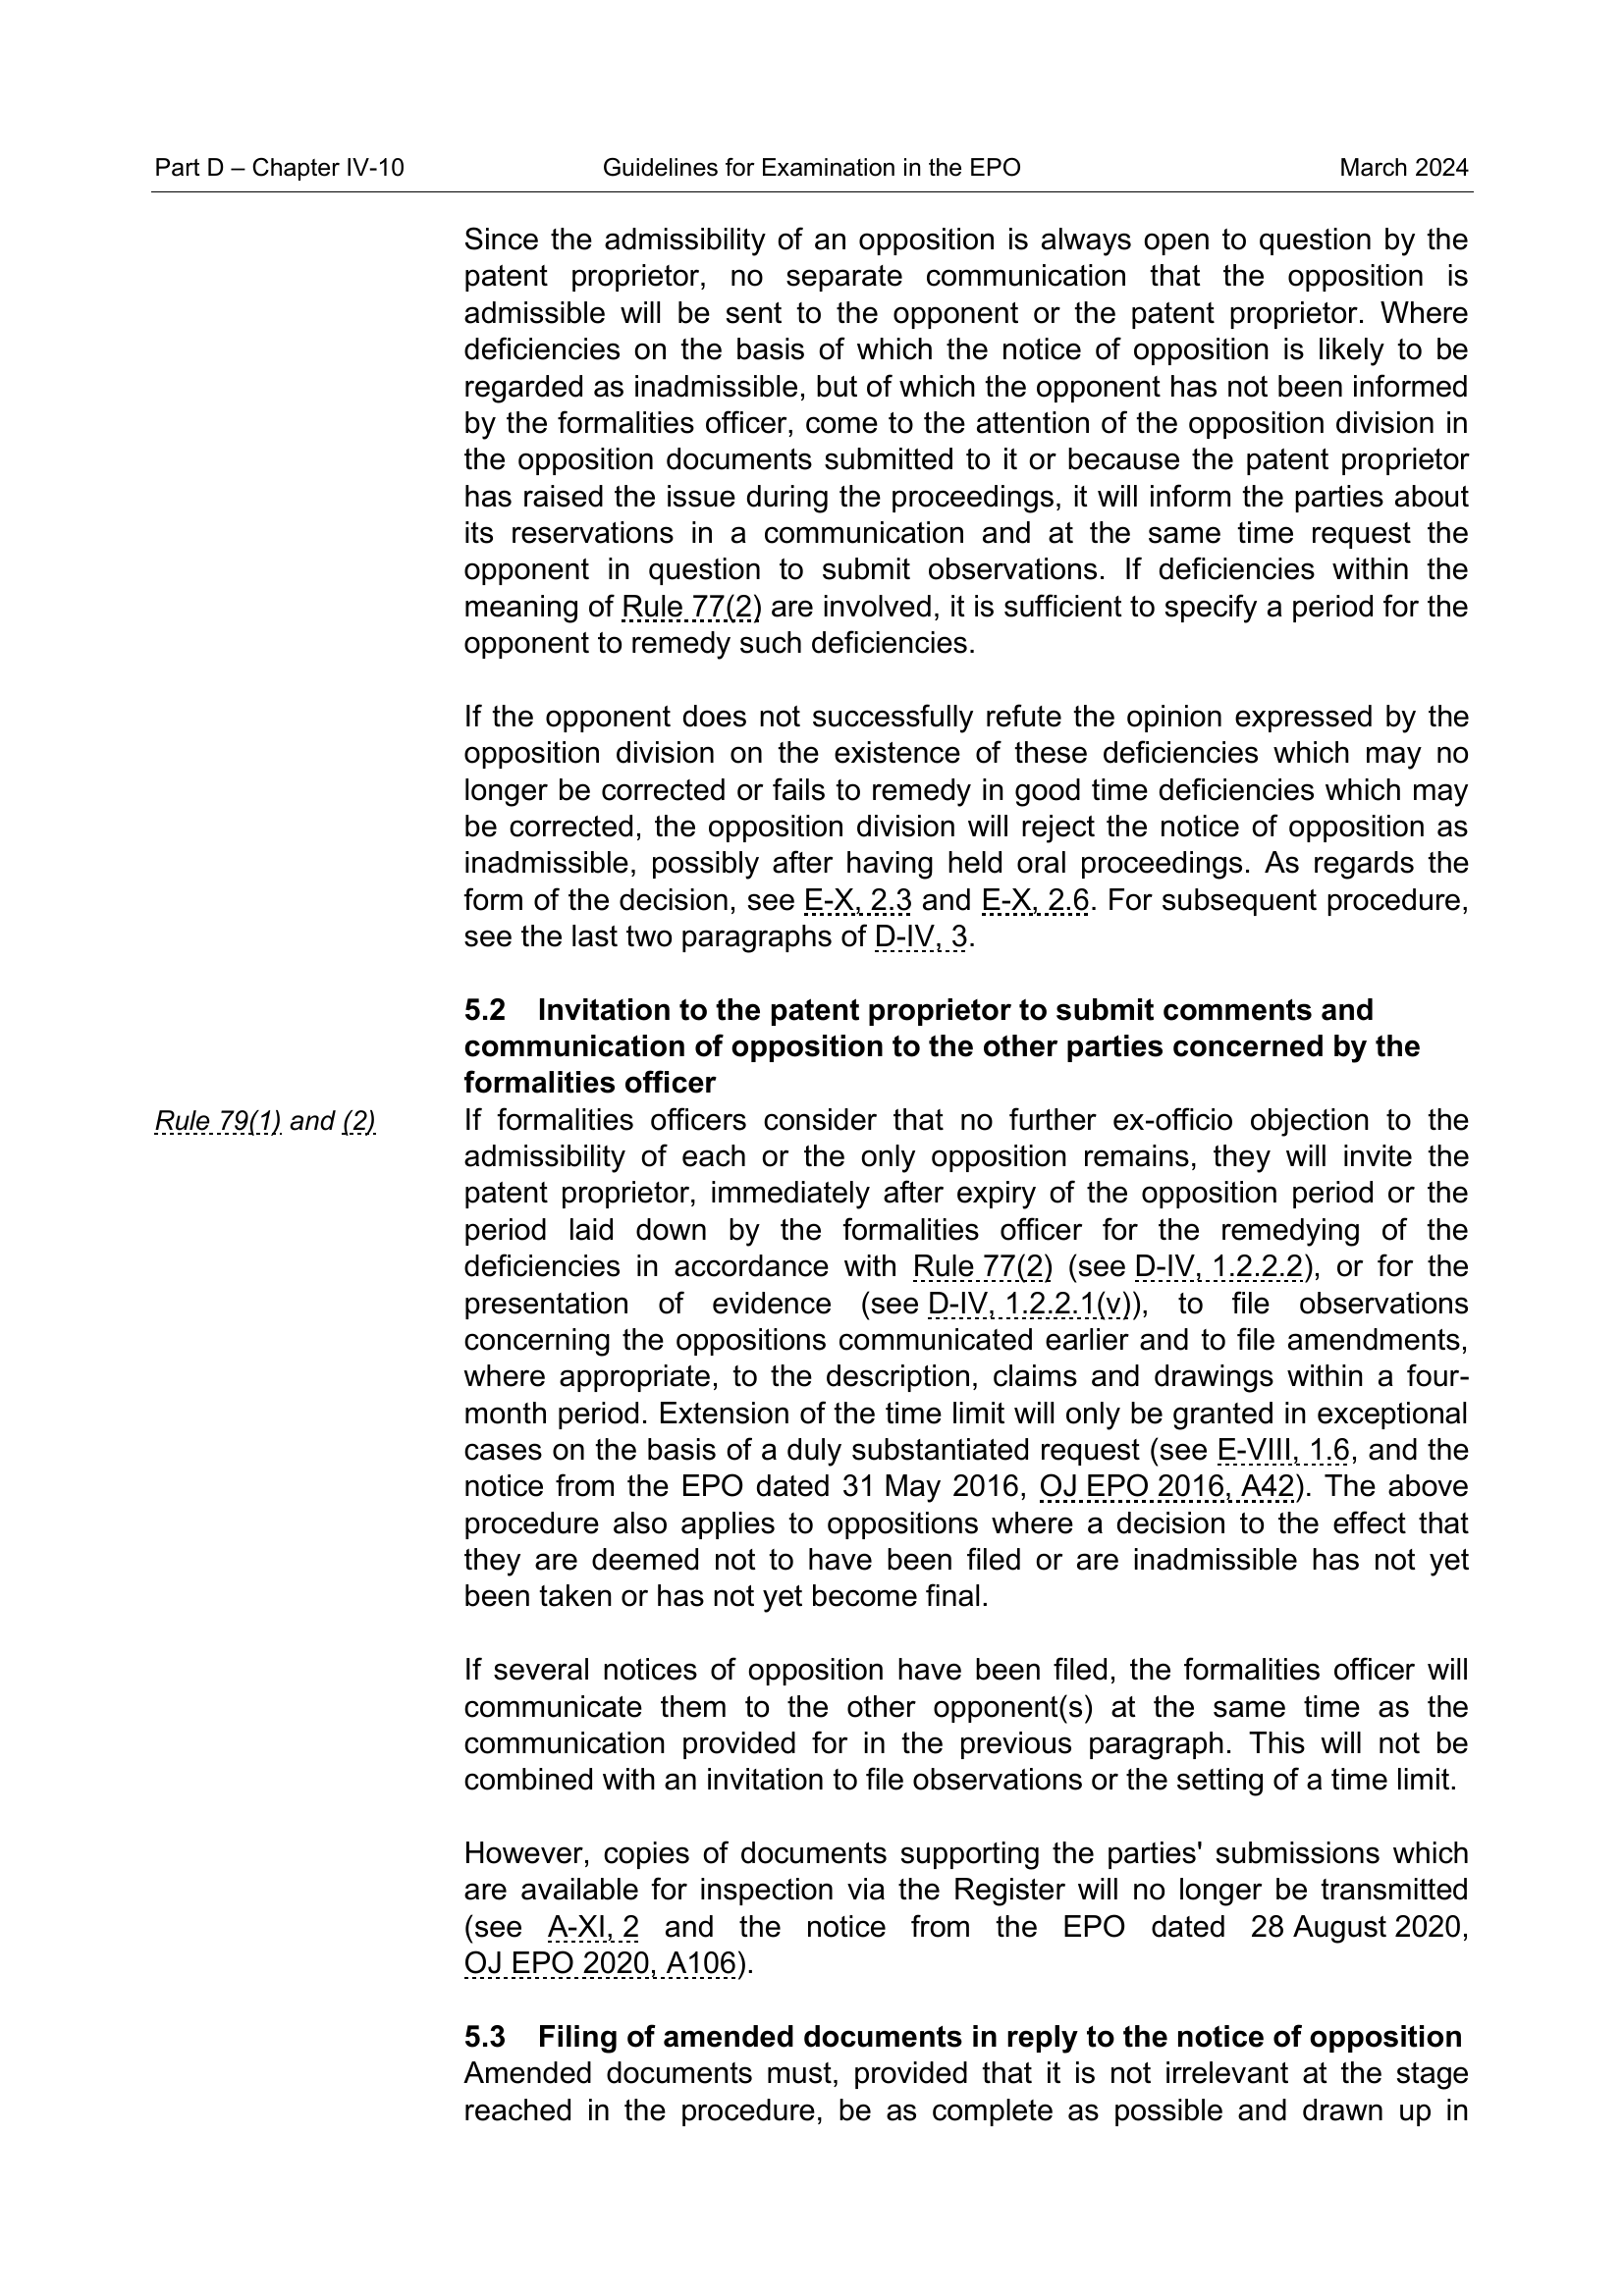 Part D – Chapter IV-10 Guidelines for Examination in the EPO March 2024
Since the admissibility of an opposition is always open to question by the
patent proprietor, no separate communication that the opposition is
admissible will be sent to the opponent or the patent proprietor. Where
deficiencies on the basis of which the notice of opposition is likely to be
regarded as inadmissible, but of which the opponent has not been informed
by the formalities officer, come to the attention of the opposition division in
the opposition documents submitted to it or because the patent proprietor
has raised the issue during the proceedings, it will inform the parties about
its reservations in a communication and at the same time request the
opponent in question to submit observations. If deficiencies within the
meaning of Rule 77(2) are involved, it is sufficient to specify a period for the
opponent to remedy such deficiencies.
If the opponent does not successfully refute the opinion expressed by the
opposition division on the existence of these deficiencies which may no
longer be corrected or fails to remedy in good time deficiencies which may
be corrected, the opposition division will reject the notice of opposition as
inadmissible, possibly after having held oral proceedings. As regards the
form of the decision, see E-X, 2.3 and E-X, 2.6. For subsequent procedure,
see the last two paragraphs of D-IV, 3.
5.2 Invitation to the patent proprietor to submit comments and
communication of opposition to the other parties concerned by the
formalities officer
Rule 79(1) and (2)
If formalities officers consider that no further ex-officio objection to the
admissibility of each or the only opposition remains, they will invite the
patent proprietor, immediately after expiry of the opposition period or the
period laid down by the formalities officer for the remedying of the
deficiencies in accordance with Rule 77(2) (see D-IV, 1.2.2.2), or for the
presentation of evidence (see D-IV, 1.2.2.1(v)), to file observations
concerning the oppositions communicated earlier and to file amendments,
where appropriate, to the description, claims and drawings within a four-
month period. Extension of the time limit will only be granted in exceptional
cases on the basis of a duly substantiated request (see E-VIII, 1.6, and the
notice from the EPO dated 31 May 2016, OJ EPO 2016, A42). The above
procedure also applies to oppositions where a decision to the effect that
they are deemed not to have been filed or are inadmissible has not yet
been taken or has not yet become final.
If several notices of opposition have been filed, the formalities officer will
communicate them to the other opponent(s) at the same time as the
communication provided for in the previous paragraph. This will not be
combined with an invitation to file observations or the setting of a time limit.
However, copies of documents supporting the parties' submissions which
are available for inspection via the Register will no longer be transmitted
(see A-XI, 2 and the notice from the EPO dated 28 August 2020,
OJ EPO 2020, A106).
5.3 Filing of amended documents in reply to the notice of opposition
Amended documents must, provided that it is not irrelevant at the stage
reached in the procedure, be as complete as possible and drawn up in